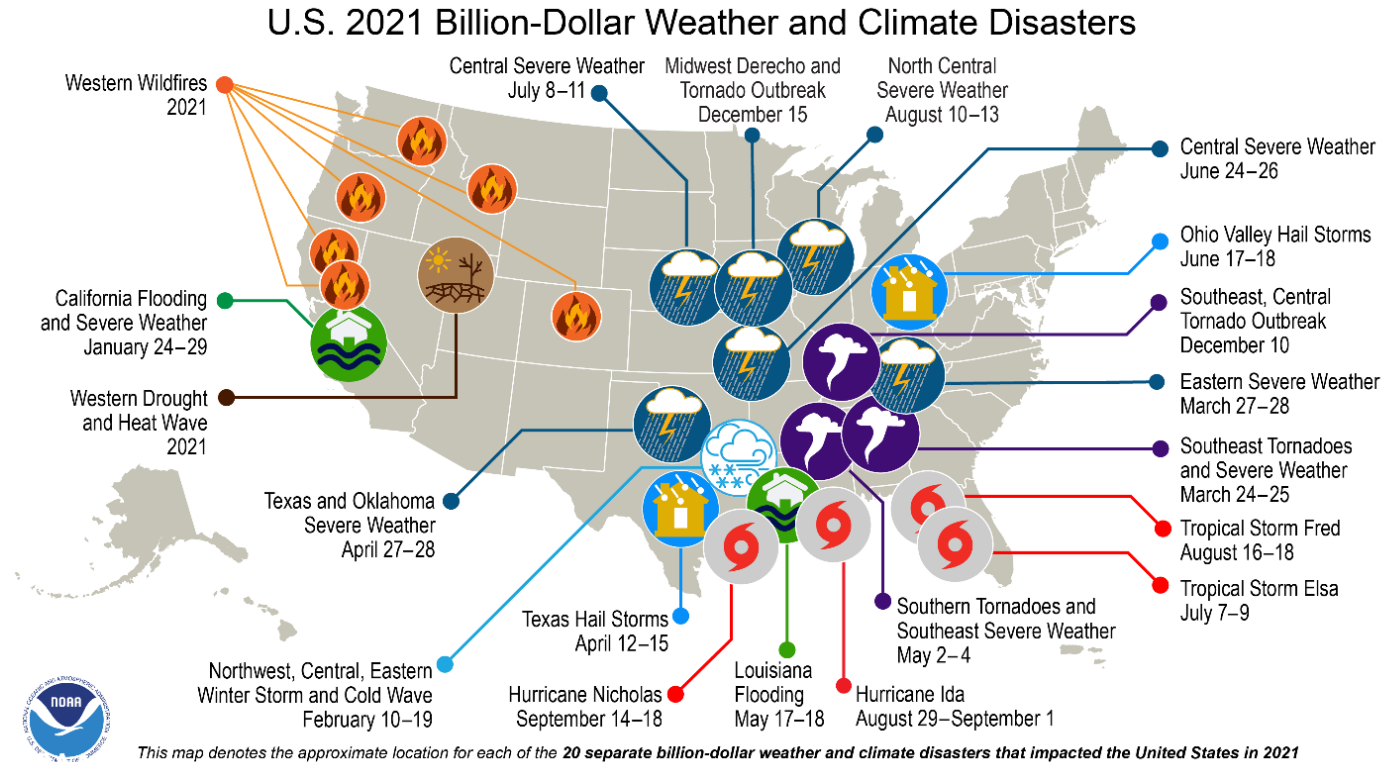 U.S. 2021 Billion-Dollar Weather and Climate Disasters
Western Wildfires
2021
Central Severe Weather
July 8–11
Midwest Derecho and
Tornado Outbreak
December 15
North Central
Severe Weather
August 10–13
Central Severe Weather
June 24–26
Ohio Valley Hail Storms
June 17–18
Southeast, Central
Tornado Outbreak
December 10
Eastern Severe Weather
March 27–28
Southeast Tornadoes
and Severe Weather
March 24–25
Tropical Storm Fred
August 16–18
Tropical Storm Elsa
July 7–9
California Flooding
and Severe Weather
January 24–29
Western Drought
and Heat Wave
2021
Texas and Oklahoma
Severe Weather
April 27–28
Texas Hail Storms
April 12–15
Northwest, Central, Eastern
Winter Storm and Cold Wave
February 10–19
Hurricane Nicholas
September 14–18
Louisiana
Flooding
May 17–18
Hurricane Ida
August 29–September 1
Southern Tornadoes and
Southeast Severe Weather
May 2–4
NOAA
This map denotes the approximate location for each of the 20 separate billion-dollar weather and climate disasters that impacted the United States in 2021